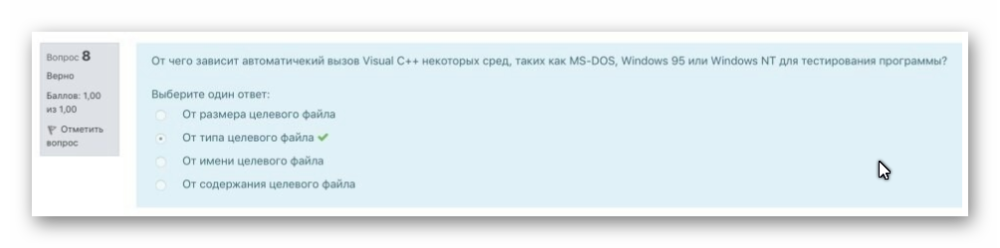 Вопрос 8
Верно
Баллов: 1,00
из 1,00
Отметить
вопрос
От чего зависит автоматичекий вызов Visual C++ некоторых сред, таких как MS-DOS, Windows 95 или Windows NT для тестирования программы?
Выберите один ответ:
От размера целевого файла
От типа целевого файла
От имени целевого файла
От содержания целевого файла